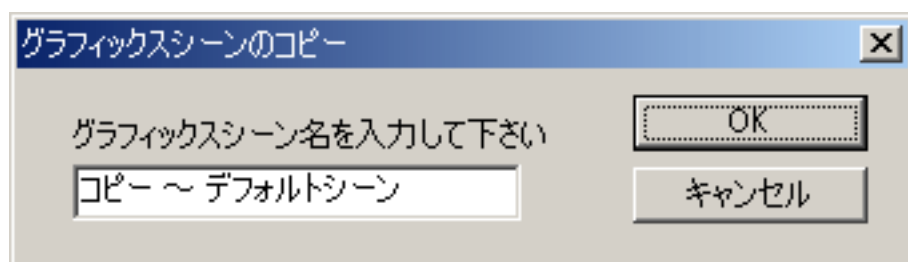 グラフィックスシーンのコピー
グラフィックスシーン名を入力して下さい
OK
コピー ～ デフォルトシーン
キャンセル